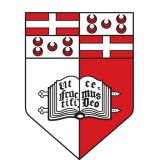 Ut ce.
fruc mus
tifi Deo